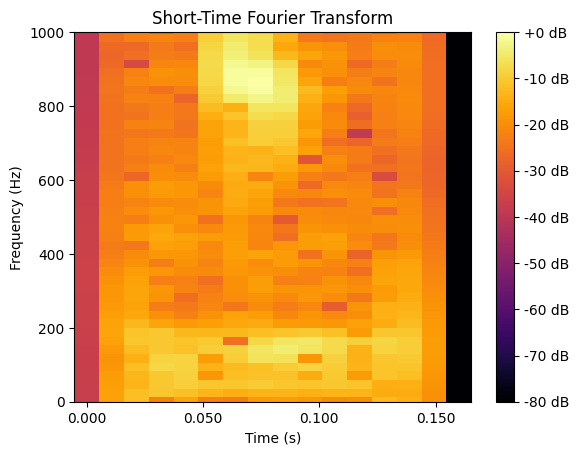 Short-Time Fourier Transform
Frequency (Hz)
1000
800
600
400
200
0
0.000
0.050
0.100
0.150
Time (s)
+0 dB
-10 dB
-20 dB
-30 dB
-40 dB
-50 dB
-60 dB
-70 dB
-80 dB